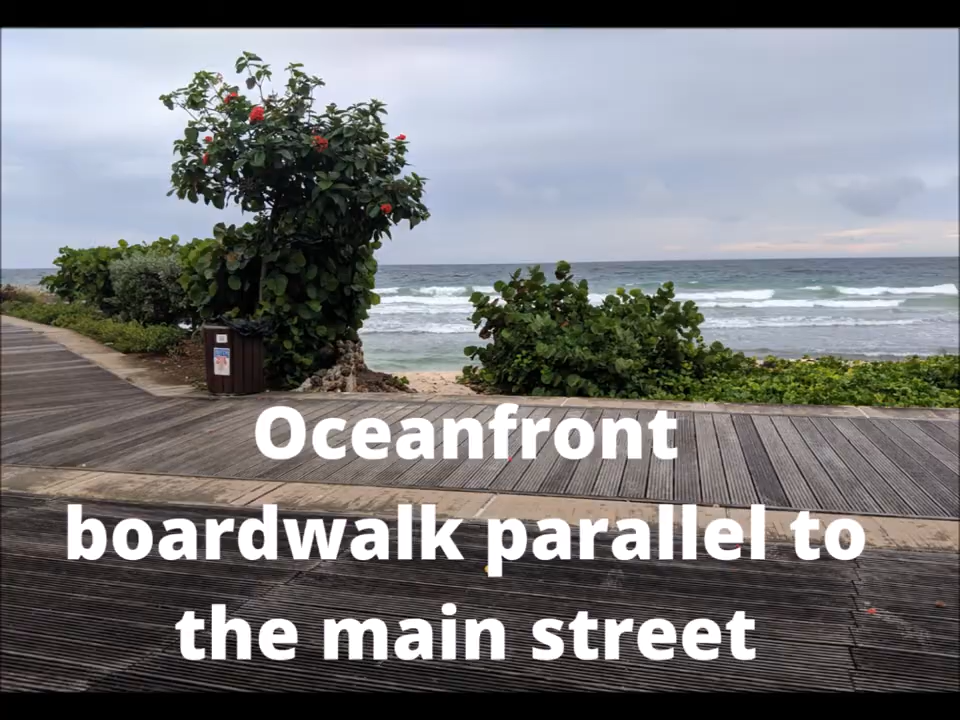 Oceanfront
boardwalk parallel to
the main street